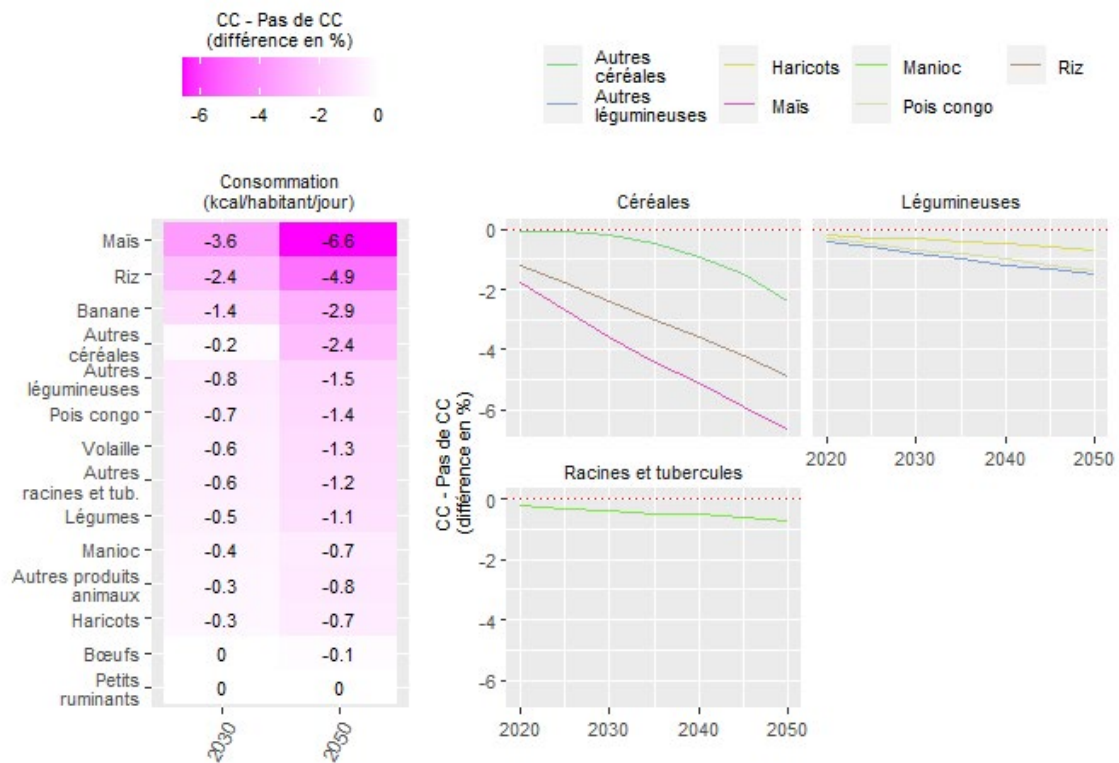 CC - Pas de CC
(différence en %)
-6 -4 -2 0
Autres
céréales
Autres
légumineuses
Haricots
Maïs
Manioc
Pois congo
Riz
Consommation
(kcal/habitant/jour)
Maïs -3.6 -6.6
Riz -2.4 -4.9
Banane -1.4 -2.9
Autres
céréales -0.2 -2.4
Autres
légumineuses -0.8 -1.5
Pois congo -0.7 -1.4
Volaille -0.6 -1.3
Autres
racines et tub. -0.6 -1.2
Légumes -0.5 -1.1
Manioc -0.4 -0.7
Autres produits
animaux -0.3 -0.8
Haricots -0.3 -0.7
Bœufs 0 -0.1
Petits
ruminants 0 0
2030 2050
CC - Pas de CC
(différence en %)
Céréales
0
-2
-4
-6
Légumineuses
2020 2030 2040 2050
Racines et tubercules
0
-2
-4
-6
2020 2030 2040 2050